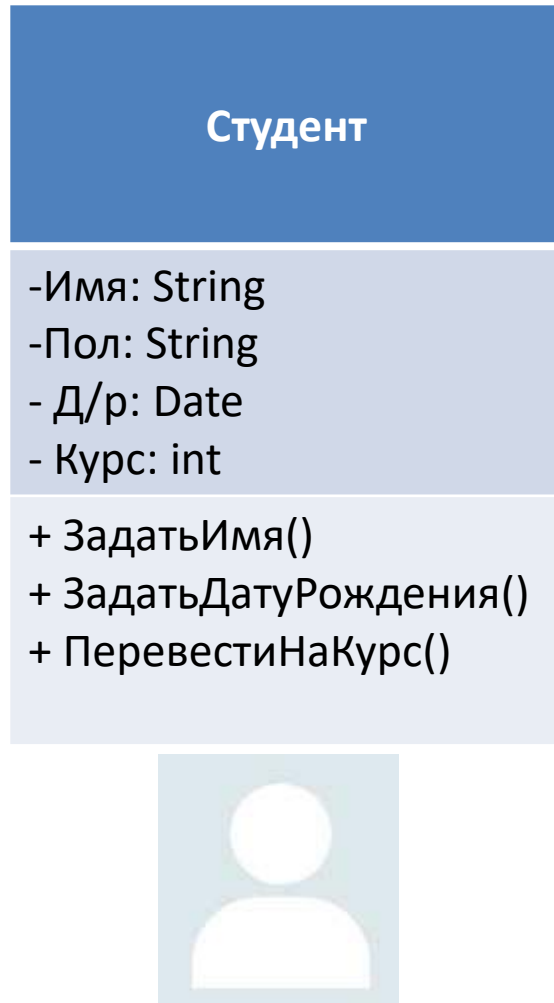 Студент
-Имя: String
-Пол: String
- Д/р: Date
- Курс: int
+ ЗадатьИмя()
+ ЗадатьДатуРождения()
+ ПеревестиНаКурс()